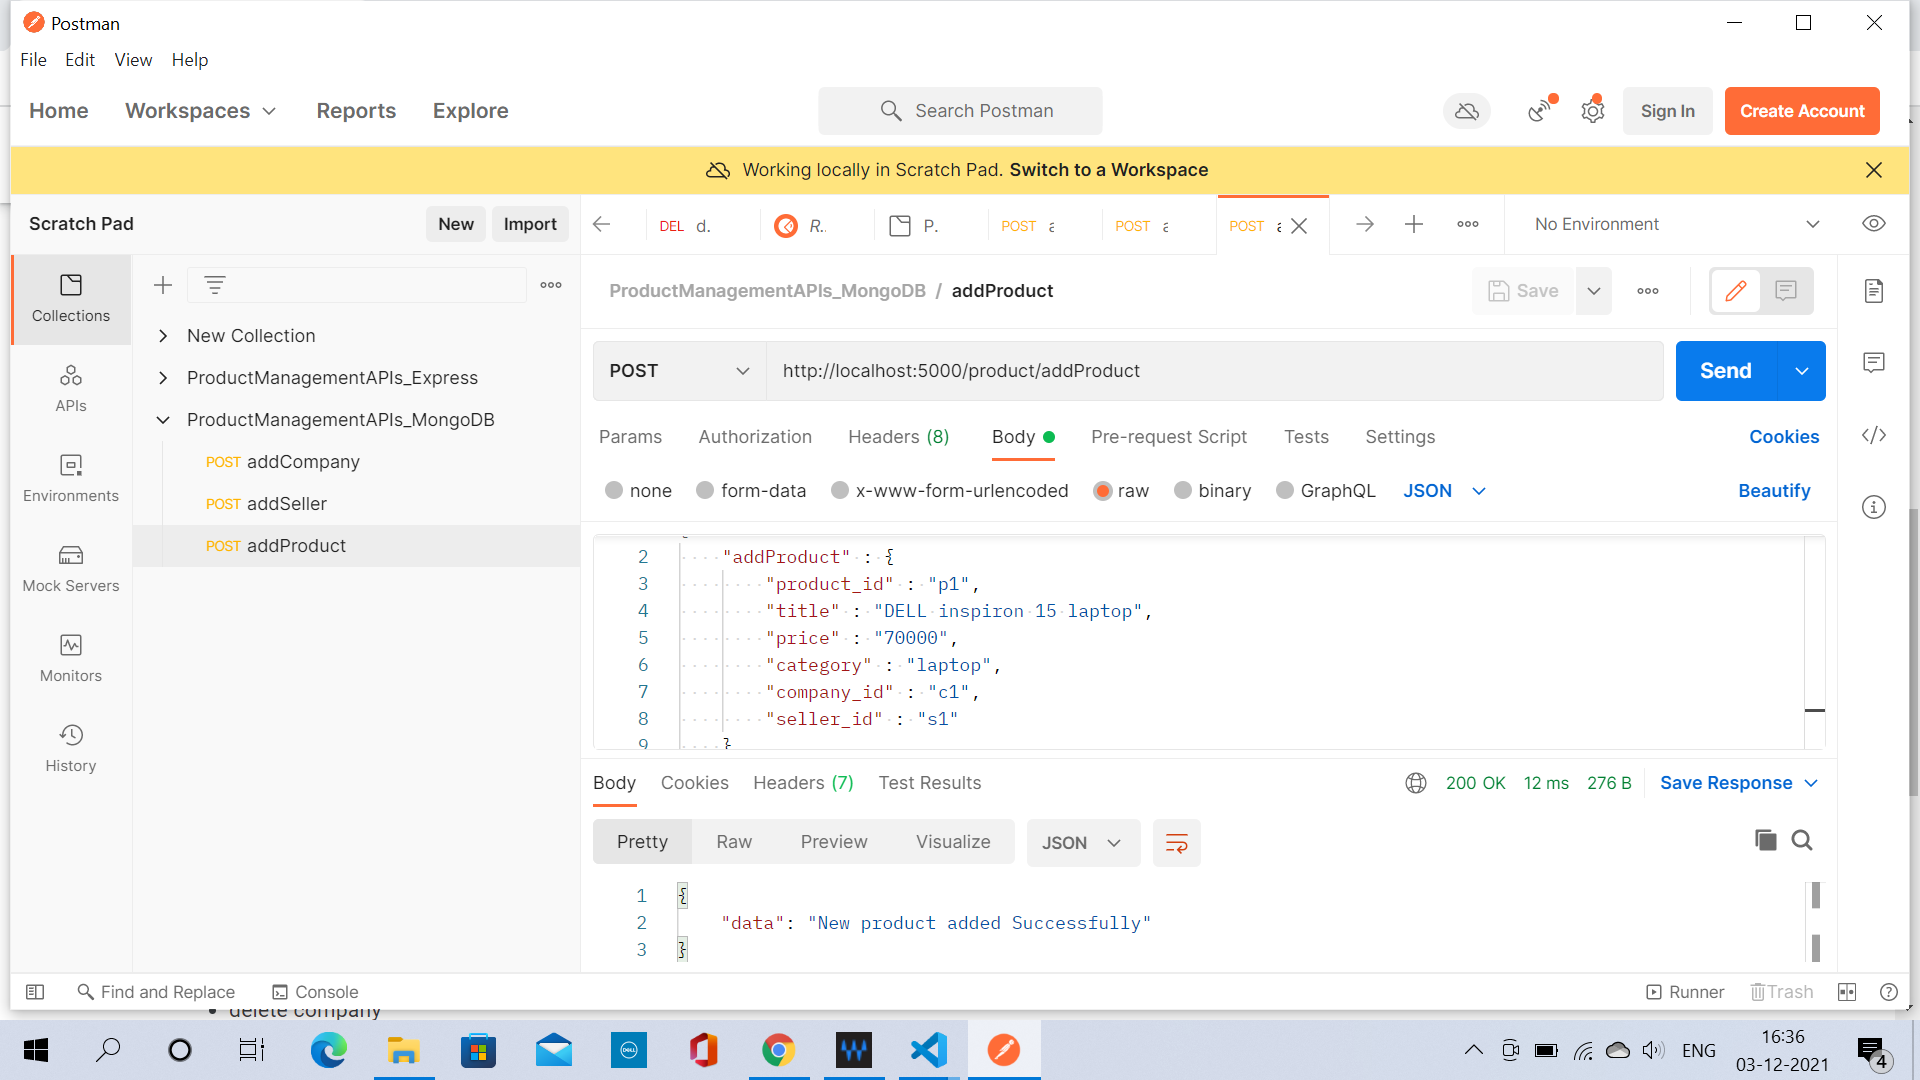 Postman
File Edit View Help
Home Workspaces Reports Explore
Search Postman
Sign In
Create Account
Working locally in Scratch Pad. Switch to a Workspace
Scratch Pad
New
Import
DEL d.
R..
P.
POST
POST
POST
No Environment
Collections
APIs
Environments
Mock Servers
Monitors
History
New Collection
ProductManagementAPIs_Express
ProductManagementAPIs_MongoDB
POST addCompany
POST addSeller
POST addProduct
ProductManagementAPIs_MongoDB / addProduct
Save
POST
http://localhost:5000/product/addProduct
Send
Params Authorization Headers (8) Body Pre-request Script Tests Settings
Cookies
none form-data x-www-form-urlencoded raw binary GraphQL JSON
Beautify
2 "addProduct" : {
3 "product_id" : "p1",
4 "title" : "DELL inspiron 15 laptop",
5 "price" : "70000",
6 "category" : "laptop",
7 "company_id" : "c1",
8 "seller_id" : "s1"
9 }
Body Cookies Headers (7) Test Results
200 OK 12 ms 276 B
Save Response
Pretty Raw Preview Visualize
JSON
1 {
2 "data": "New product added Successfully"
3 }
Find and Replace
Console
Runner
Trash
delete company
DELL
ENG
16:36
03-12-2021
4